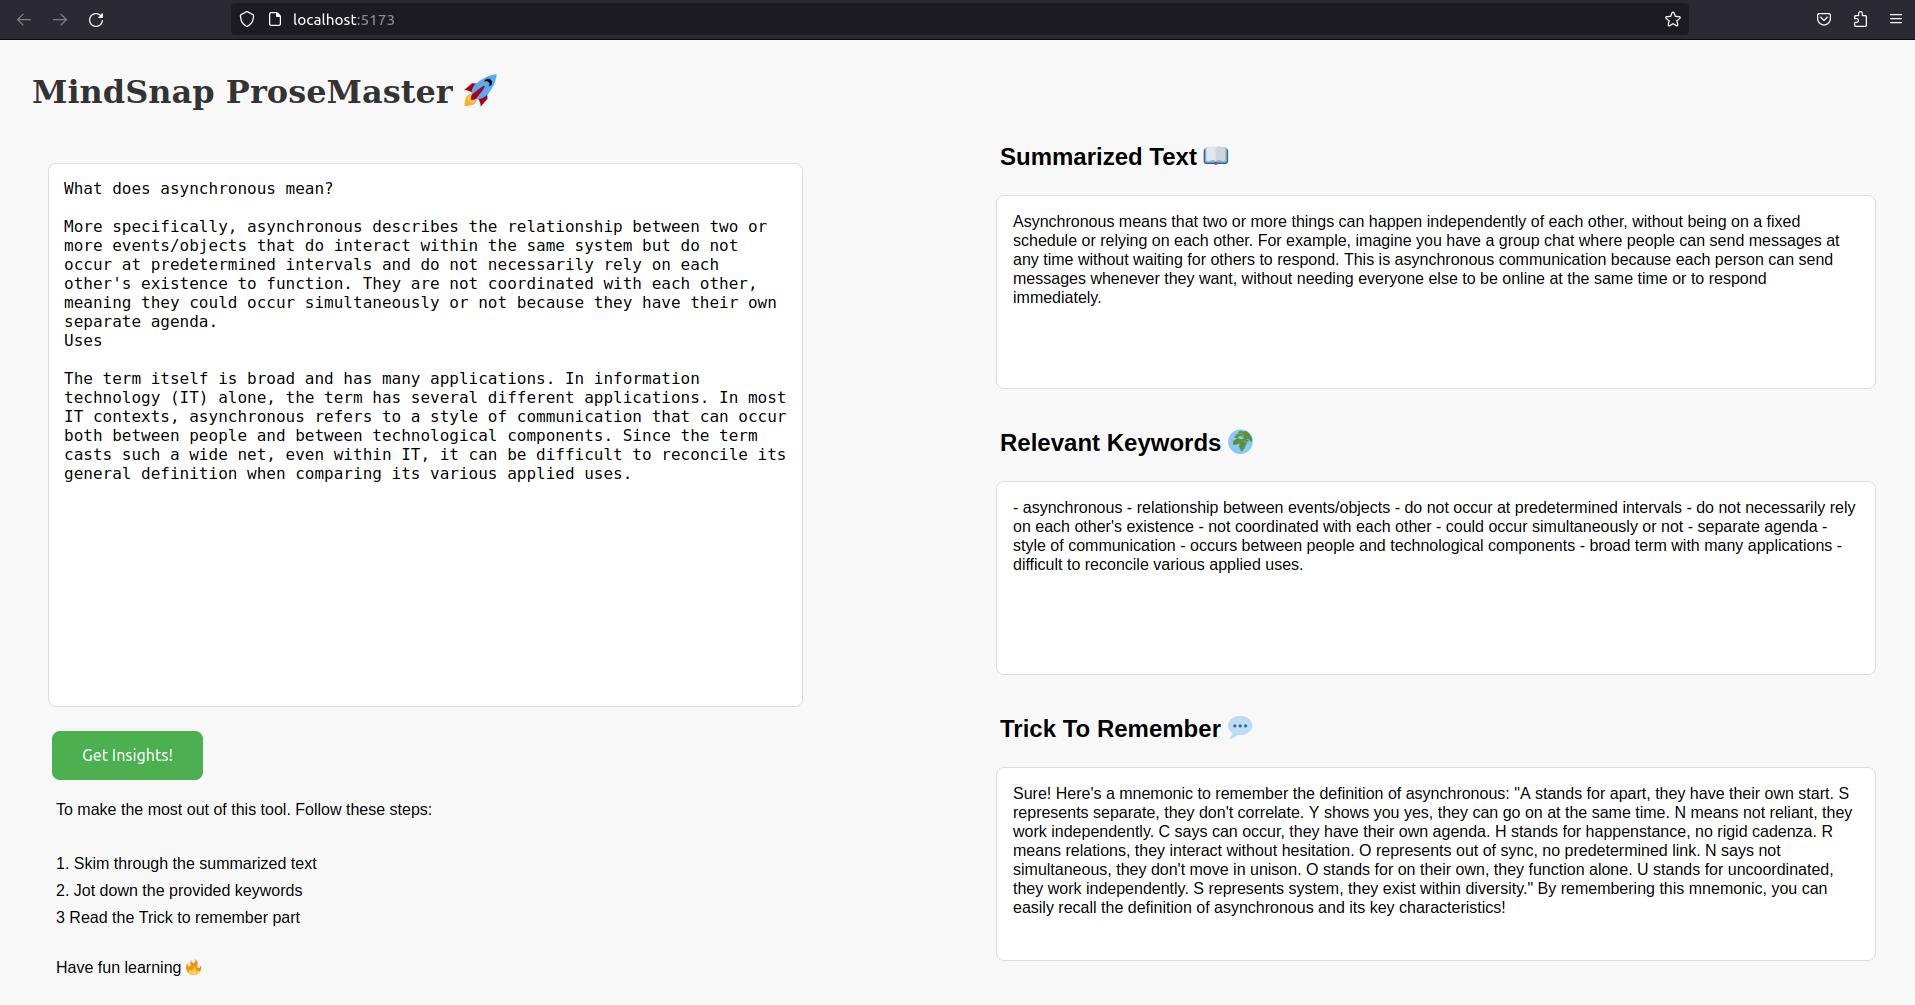 localhost:5173
MindSnap ProseMaster 🚀
What does asynchronous mean?
More specifically, asynchronous describes the relationship between two or
more events/objects that do interact within the same system but do not
occur at predetermined intervals and do not necessarily rely on each
other's existence to function. They are not coordinated with each other,
meaning they could occur simultaneously or not because they have their own
separate agenda.
Uses
The term itself is broad and has many applications. In information
technology (IT) alone, the term has several different applications. In most
IT contexts, asynchronous refers to a style of communication that can occur
both between people and between technological components. Since the term
casts such a wide net, even within IT, it can be difficult to reconcile its
general definition when comparing its various applied uses.
Get Insights!
To make the most out of this tool. Follow these steps:
1. Skim through the summarized text
2. Jot down the provided keywords
3 Read the Trick to remember part
Have fun learning 🔥
Summarized Text 📖
Asynchronous means that two or more things can happen independently of each other, without being on a fixed
schedule or relying on each other. For example, imagine you have a group chat where people can send messages at
any time without waiting for others to respond. This is asynchronous communication because each person can send
messages whenever they want, without needing everyone else to be online at the same time or to respond
immediately.
Relevant Keywords 🌍
- asynchronous - relationship between events/objects - do not occur at predetermined intervals - do not necessarily rely
on each other's existence - not coordinated with each other - could occur simultaneously or not - separate agenda -
style of communication - occurs between people and technological components - broad term with many applications -
difficult to reconcile various applied uses.
Trick To Remember 💬
Sure! Here's a mnemonic to remember the definition of asynchronous: "A stands for apart, they have their own start. S
represents separate, they don't correlate. Y shows you yes, they can go on at the same time. N means not reliant, they
work independently. C says can occur, they have their own agenda. H stands for happenstance, no rigid cadenza. R
means relations, they interact without hesitation. O represents out of sync, no predetermined link. N says not
simultaneous, they don't move in unison. O stands for on their own, they function alone. U stands for uncoordinated,
they work independently. S represents system, they exist within diversity." By remembering this mnemonic, you can
easily recall the definition of asynchronous and its key characteristics!